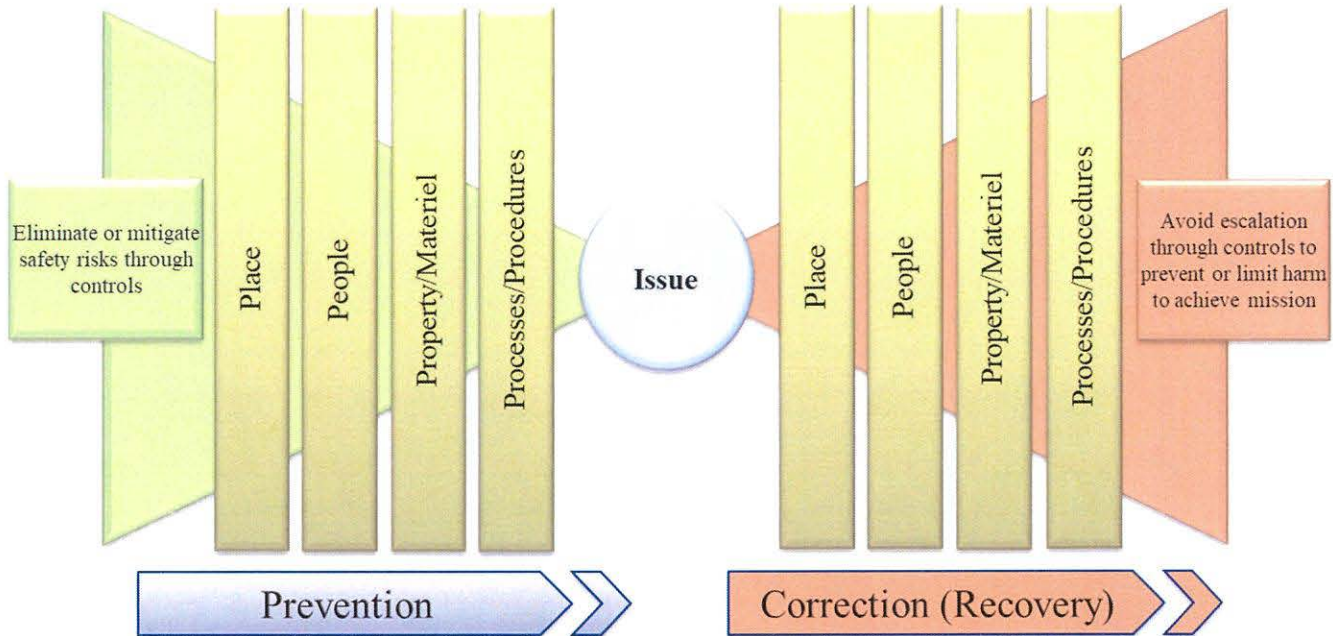 Eliminate or mitigate
safety risks through
controls
Place
People
Property/Materiel
Processes/Procedures
Issue
Place
People
Property/Materiel
Processes/Procedures
Avoid escalation
through controls to
prevent or limit harm
to achieve mission
Prevention
Correction (Recovery)